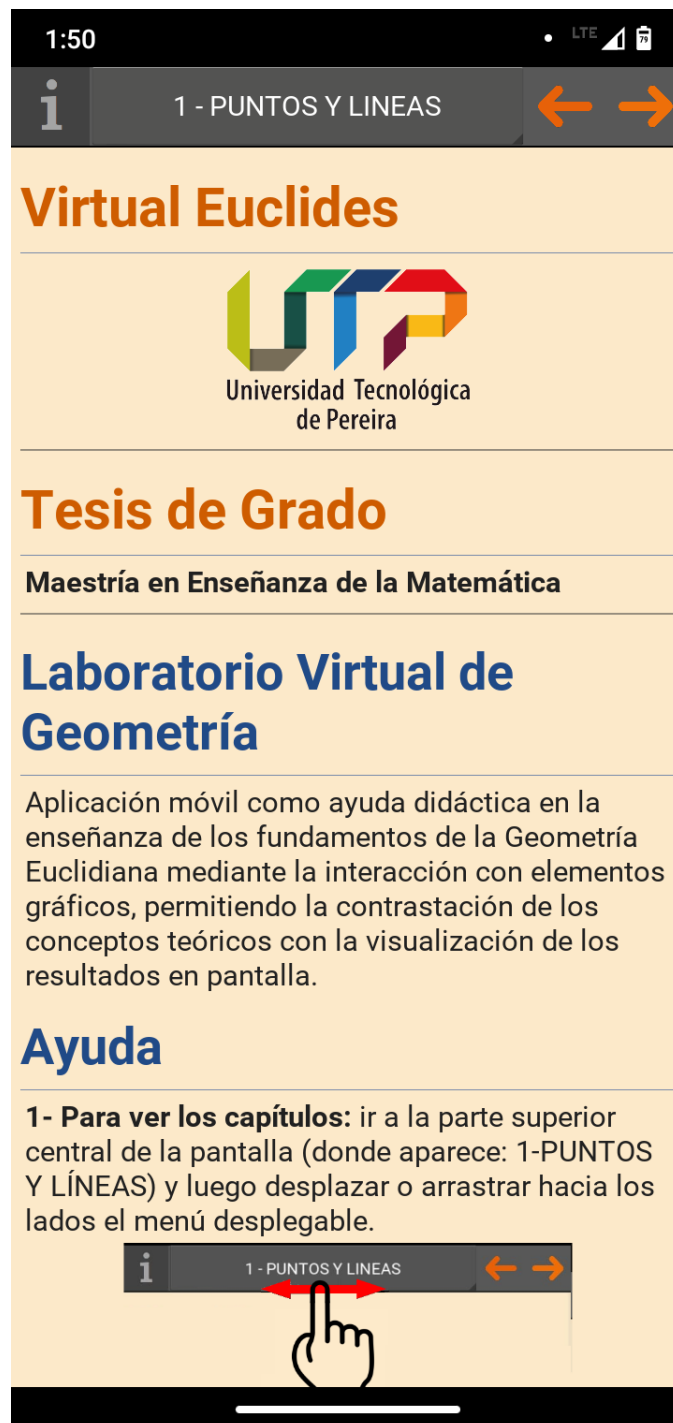 1:50
LTE
79
i
1 - PUNTOS Y LINEAS
Virtual Euclides
UTP
Universidad Tecnológica
de Pereira
Tesis de Grado
Maestría en Enseñanza de la Matemática
Laboratorio Virtual de
Geometría
Aplicación móvil como ayuda didáctica en la
enseñanza de los fundamentos de la Geometría
Euclidiana mediante la interacción con elementos
gráficos, permitiendo la contrastación de los
conceptos teóricos con la visualización de los
resultados en pantalla.
Ayuda
1- Para ver los capítulos: ir a la parte superior
central de la pantalla (donde aparece: 1-PUNTOS
Y LÍNEAS) y luego desplazar o arrastrar hacia los
lados el menú desplegable.
i
1 - PUNTOS Y LINEAS